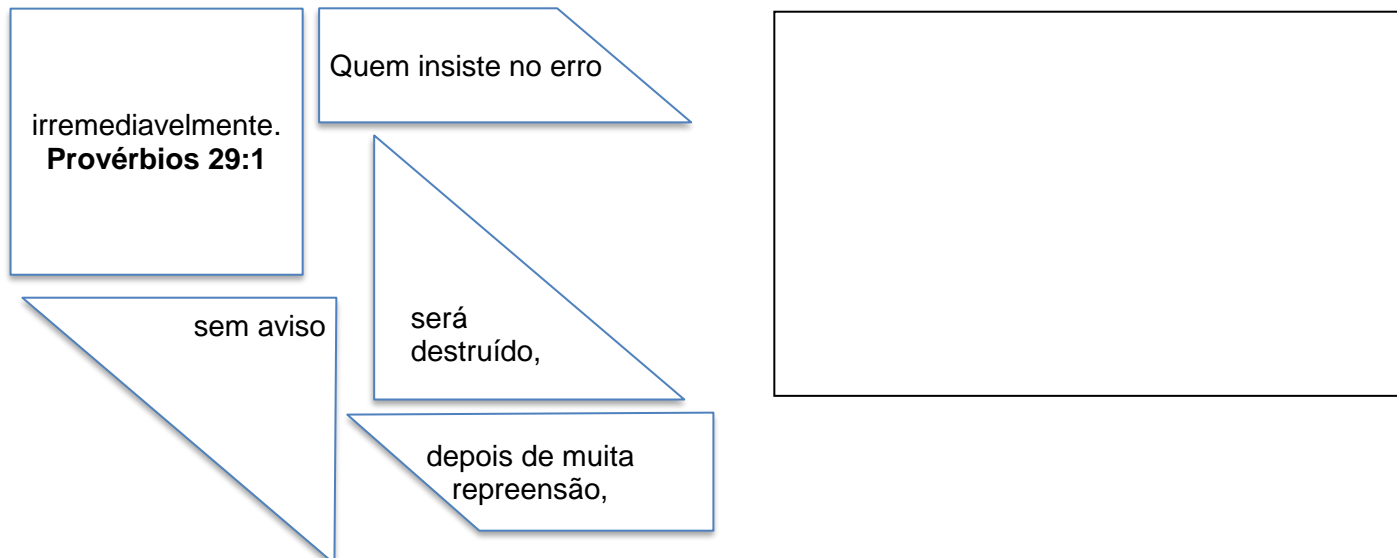 irremediavelmente.
Provérbios 29:1
Quem insiste no erro
será
destruído,
sem aviso
depois de muita
repreensão,